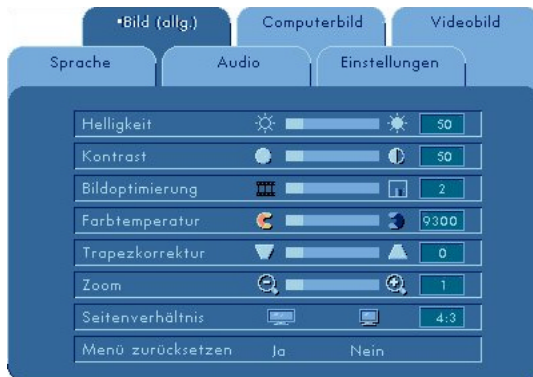 •Bild (allg.) Computerbild Videobild
Sprache Audio Einstellungen
Helligkeit 50
Kontrast 50
Bildoptimierung 2
Farbtemperatur 9300
Trapezkorrektur 0
Zoom 1
Seitenverhältnis 4:3
Menü zurücksetzen Ja Nein